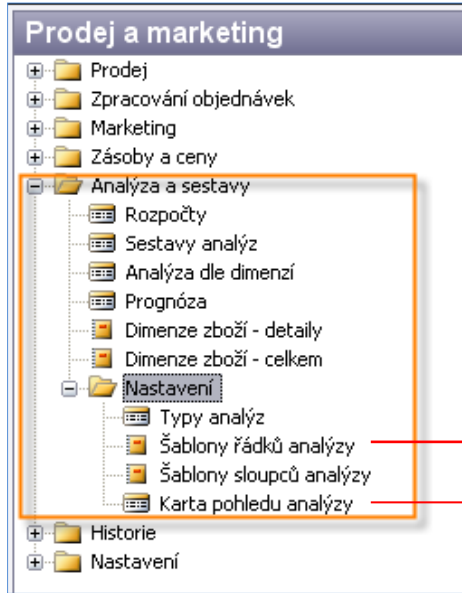 Prodej a marketing
Prodej
Zpracování objednávek
Marketing
Zásoby a ceny
Analýza a sestavy
Rozpočty
Sestavy analýz
Analýza dle dimenzí
Prognóza
Dimenze zboží - detaily
Dimenze zboží - celkem
Nastavení
Typy analýz
Šablony řádků analýzy
Šablony sloupců analýzy
Karta pohledu analýzy
Historie
Nastavení